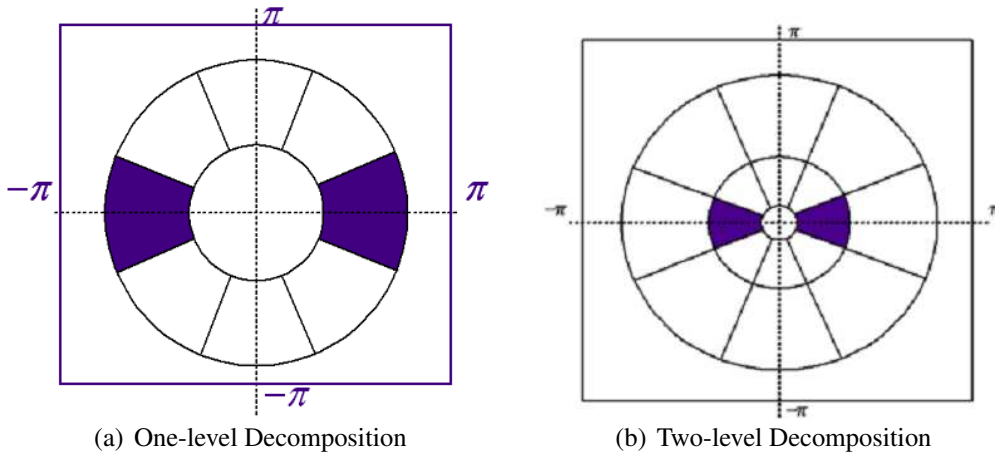 π
-π
π
-π
(a) One-level Decomposition
π
-π
π
-π
(b) Two-level Decomposition